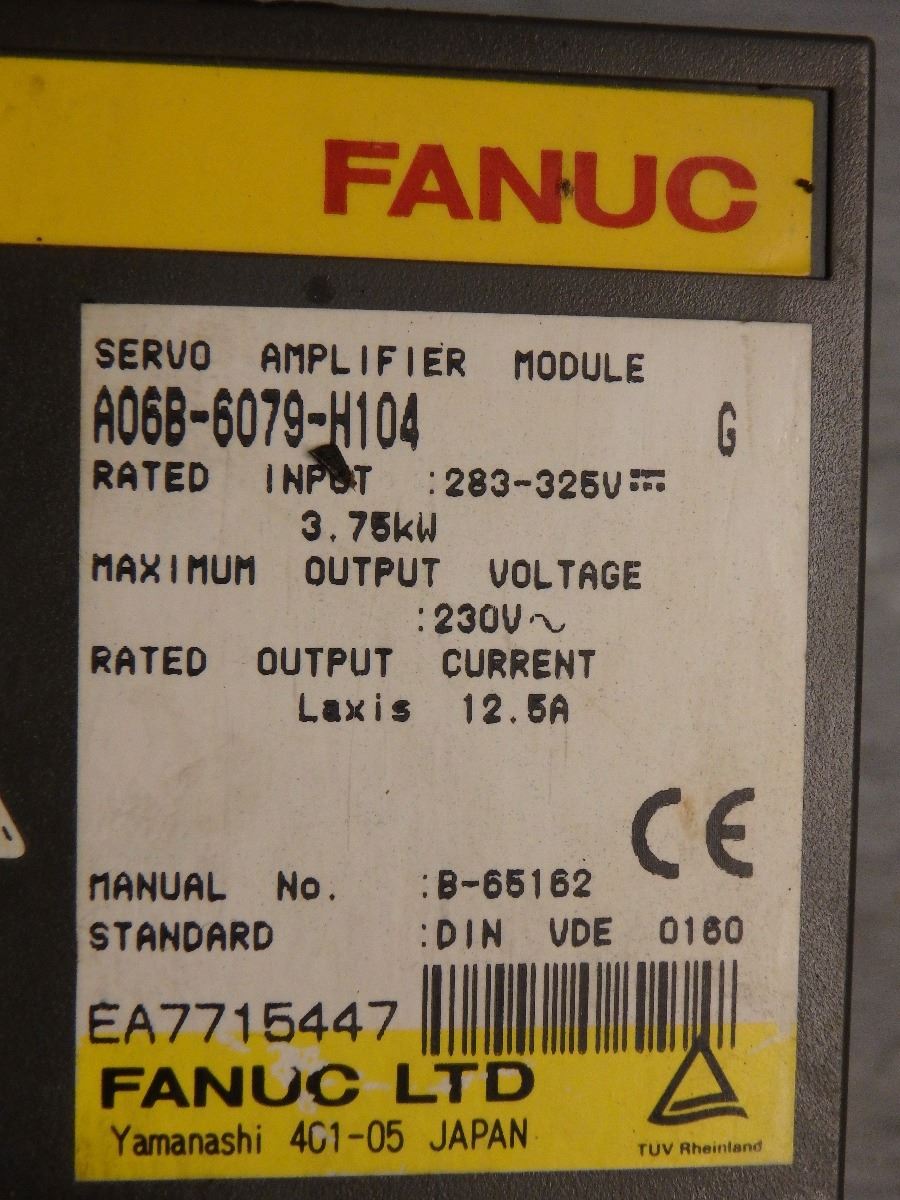 FANUC
SERVO AMPLIFIER MODULE
A06B-6079-H104 G
RATED INPUT :283-325V⎓
3.75kW
MAXIMUM OUTPUT VOLTAGE
:230V~
RATED OUTPUT CURRENT
Laxis 12.5A
CE
MANUAL No. :B-65162
STANDARD :DIN VDE 0160
EA7715447
FANUC LTD
Yamanashi 401-05 JAPAN
TUV Rheinland